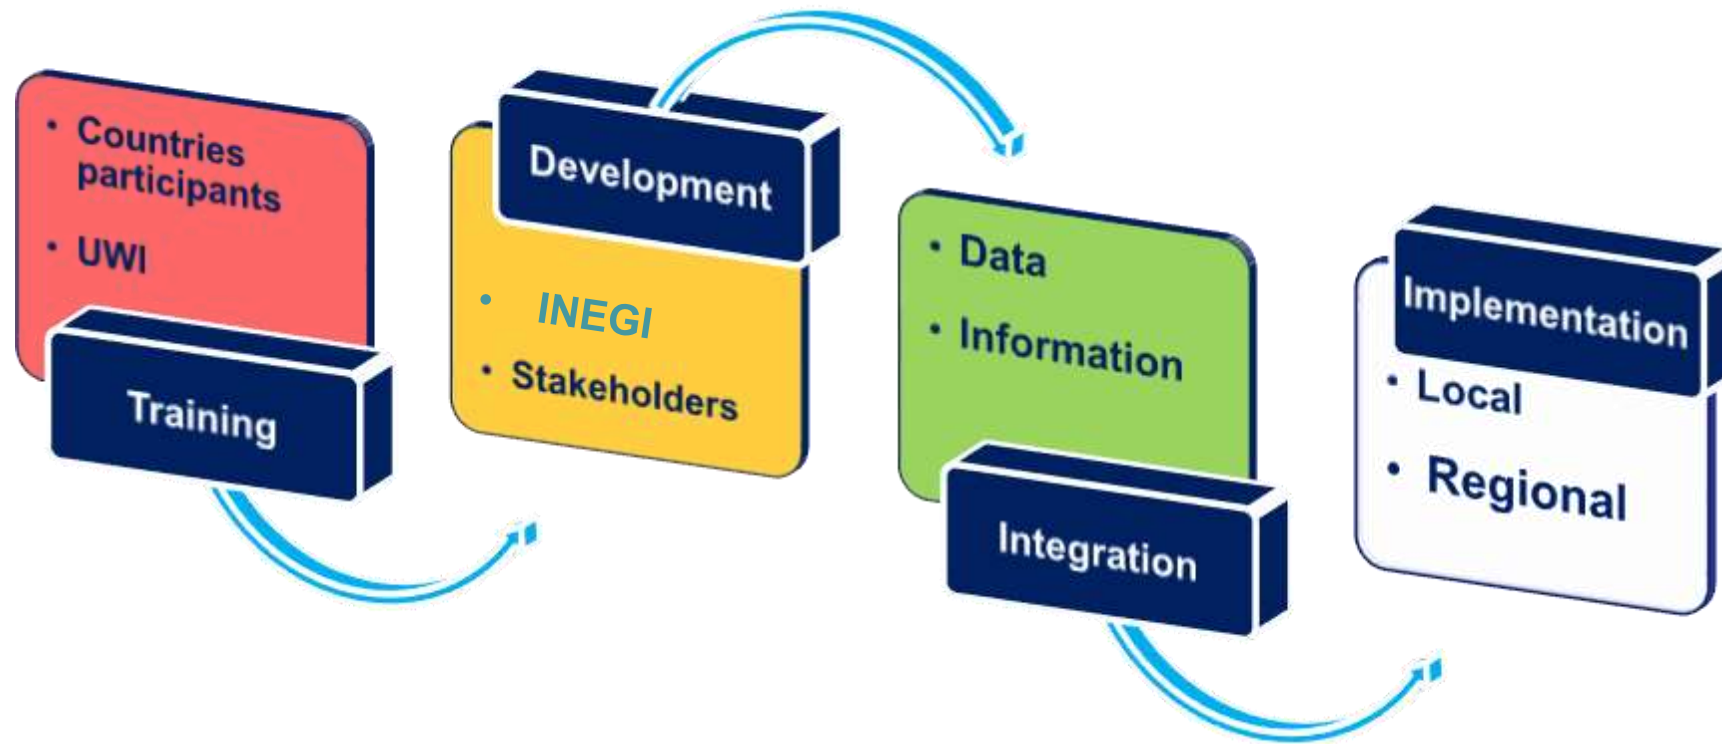 • Countries
participants
• UWI
Training
Development
• INEGI
• Stakeholders
• Data
• Information
Integration
Implementation
• Local
• Regional